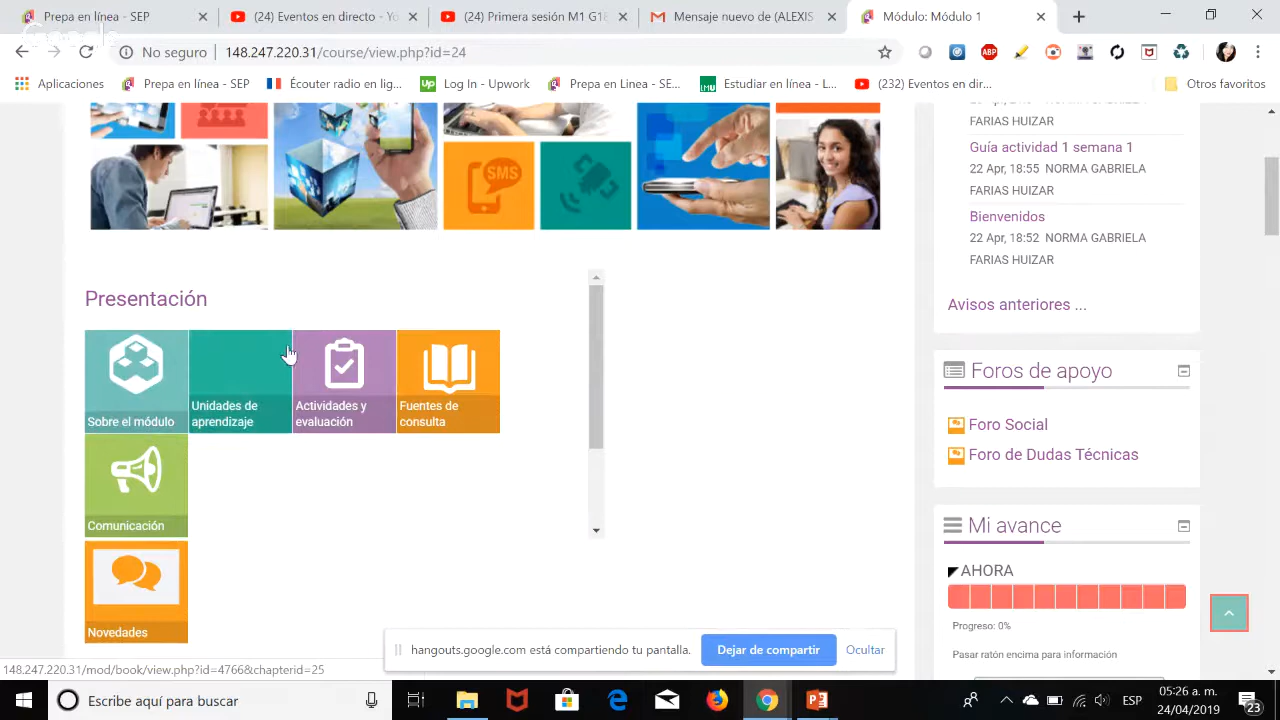 (24) Eventos en directo - Yo
(24) Primera sesión M1 G18
Mensaje nuevo de (ALEXIS
Módulo: Módulo 1
No seguro
148.247.220.31/course/view.php?id=24
ABP
Aplicaciones
Prepa en línea - SEP
Écouter radio en lig...
Up
Log In - Upwork
Prepa en Linea - SE...
LMU
Estudiar en línea - L...
(232) Eventos en dir...
Otros favoritos
FARIAS HUIZAR
Guía actividad 1 semana 1
22 Apr, 18:55 NORMA GABRIELA
FARIAS HUIZAR
Bienvenidos
22 Apr, 18:52 NORMA GABRIELA
FARIAS HUIZAR
Avisos anteriores ...
SMS
Presentación
Sobre el módulo
Unidades de
aprendizaje
Actividades y
evaluación
Fuentes de
consulta
Comunicación
Novedades
Foros de apoyo
Foro Social
Foro de Dudas Técnicas
Mi avance
AHORA
Progreso: 0%
Pasar ratón encima para información
hangouts.google.com está compartiendo tu pantalla.
Dejar de compartir
Ocultar
148.247.220.31/mod/book/view.php?id=4766&chapterid=25
Escribe aquí para buscar
ESP
05:26 a. m.
24/04/2019
23